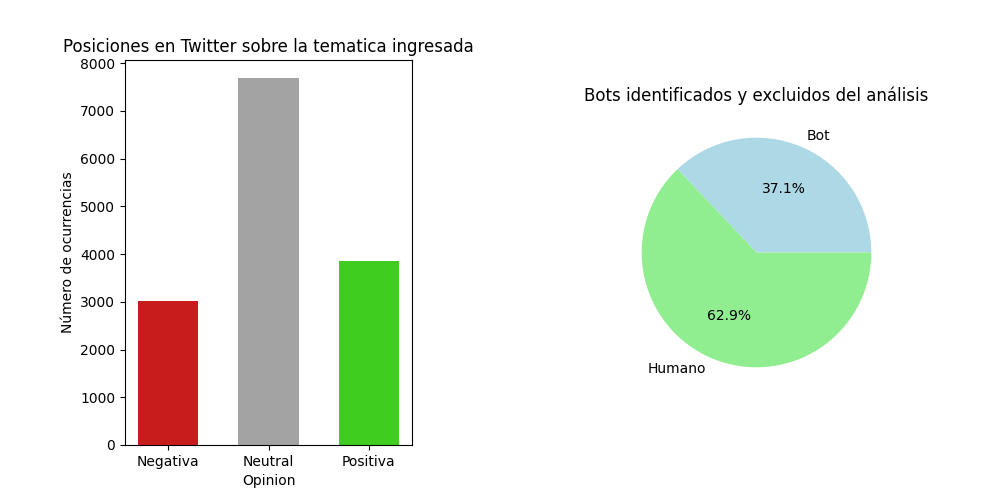 Posiciones en Twitter sobre la tematica ingresada
8000
7000
6000
5000
4000
3000
2000
1000
0
Número de ocurrencias
Negativa
Neutral
Positiva
Opinion
Bots identificados y excluidos del análisis
Bot
37.1%
62.9%
Humano